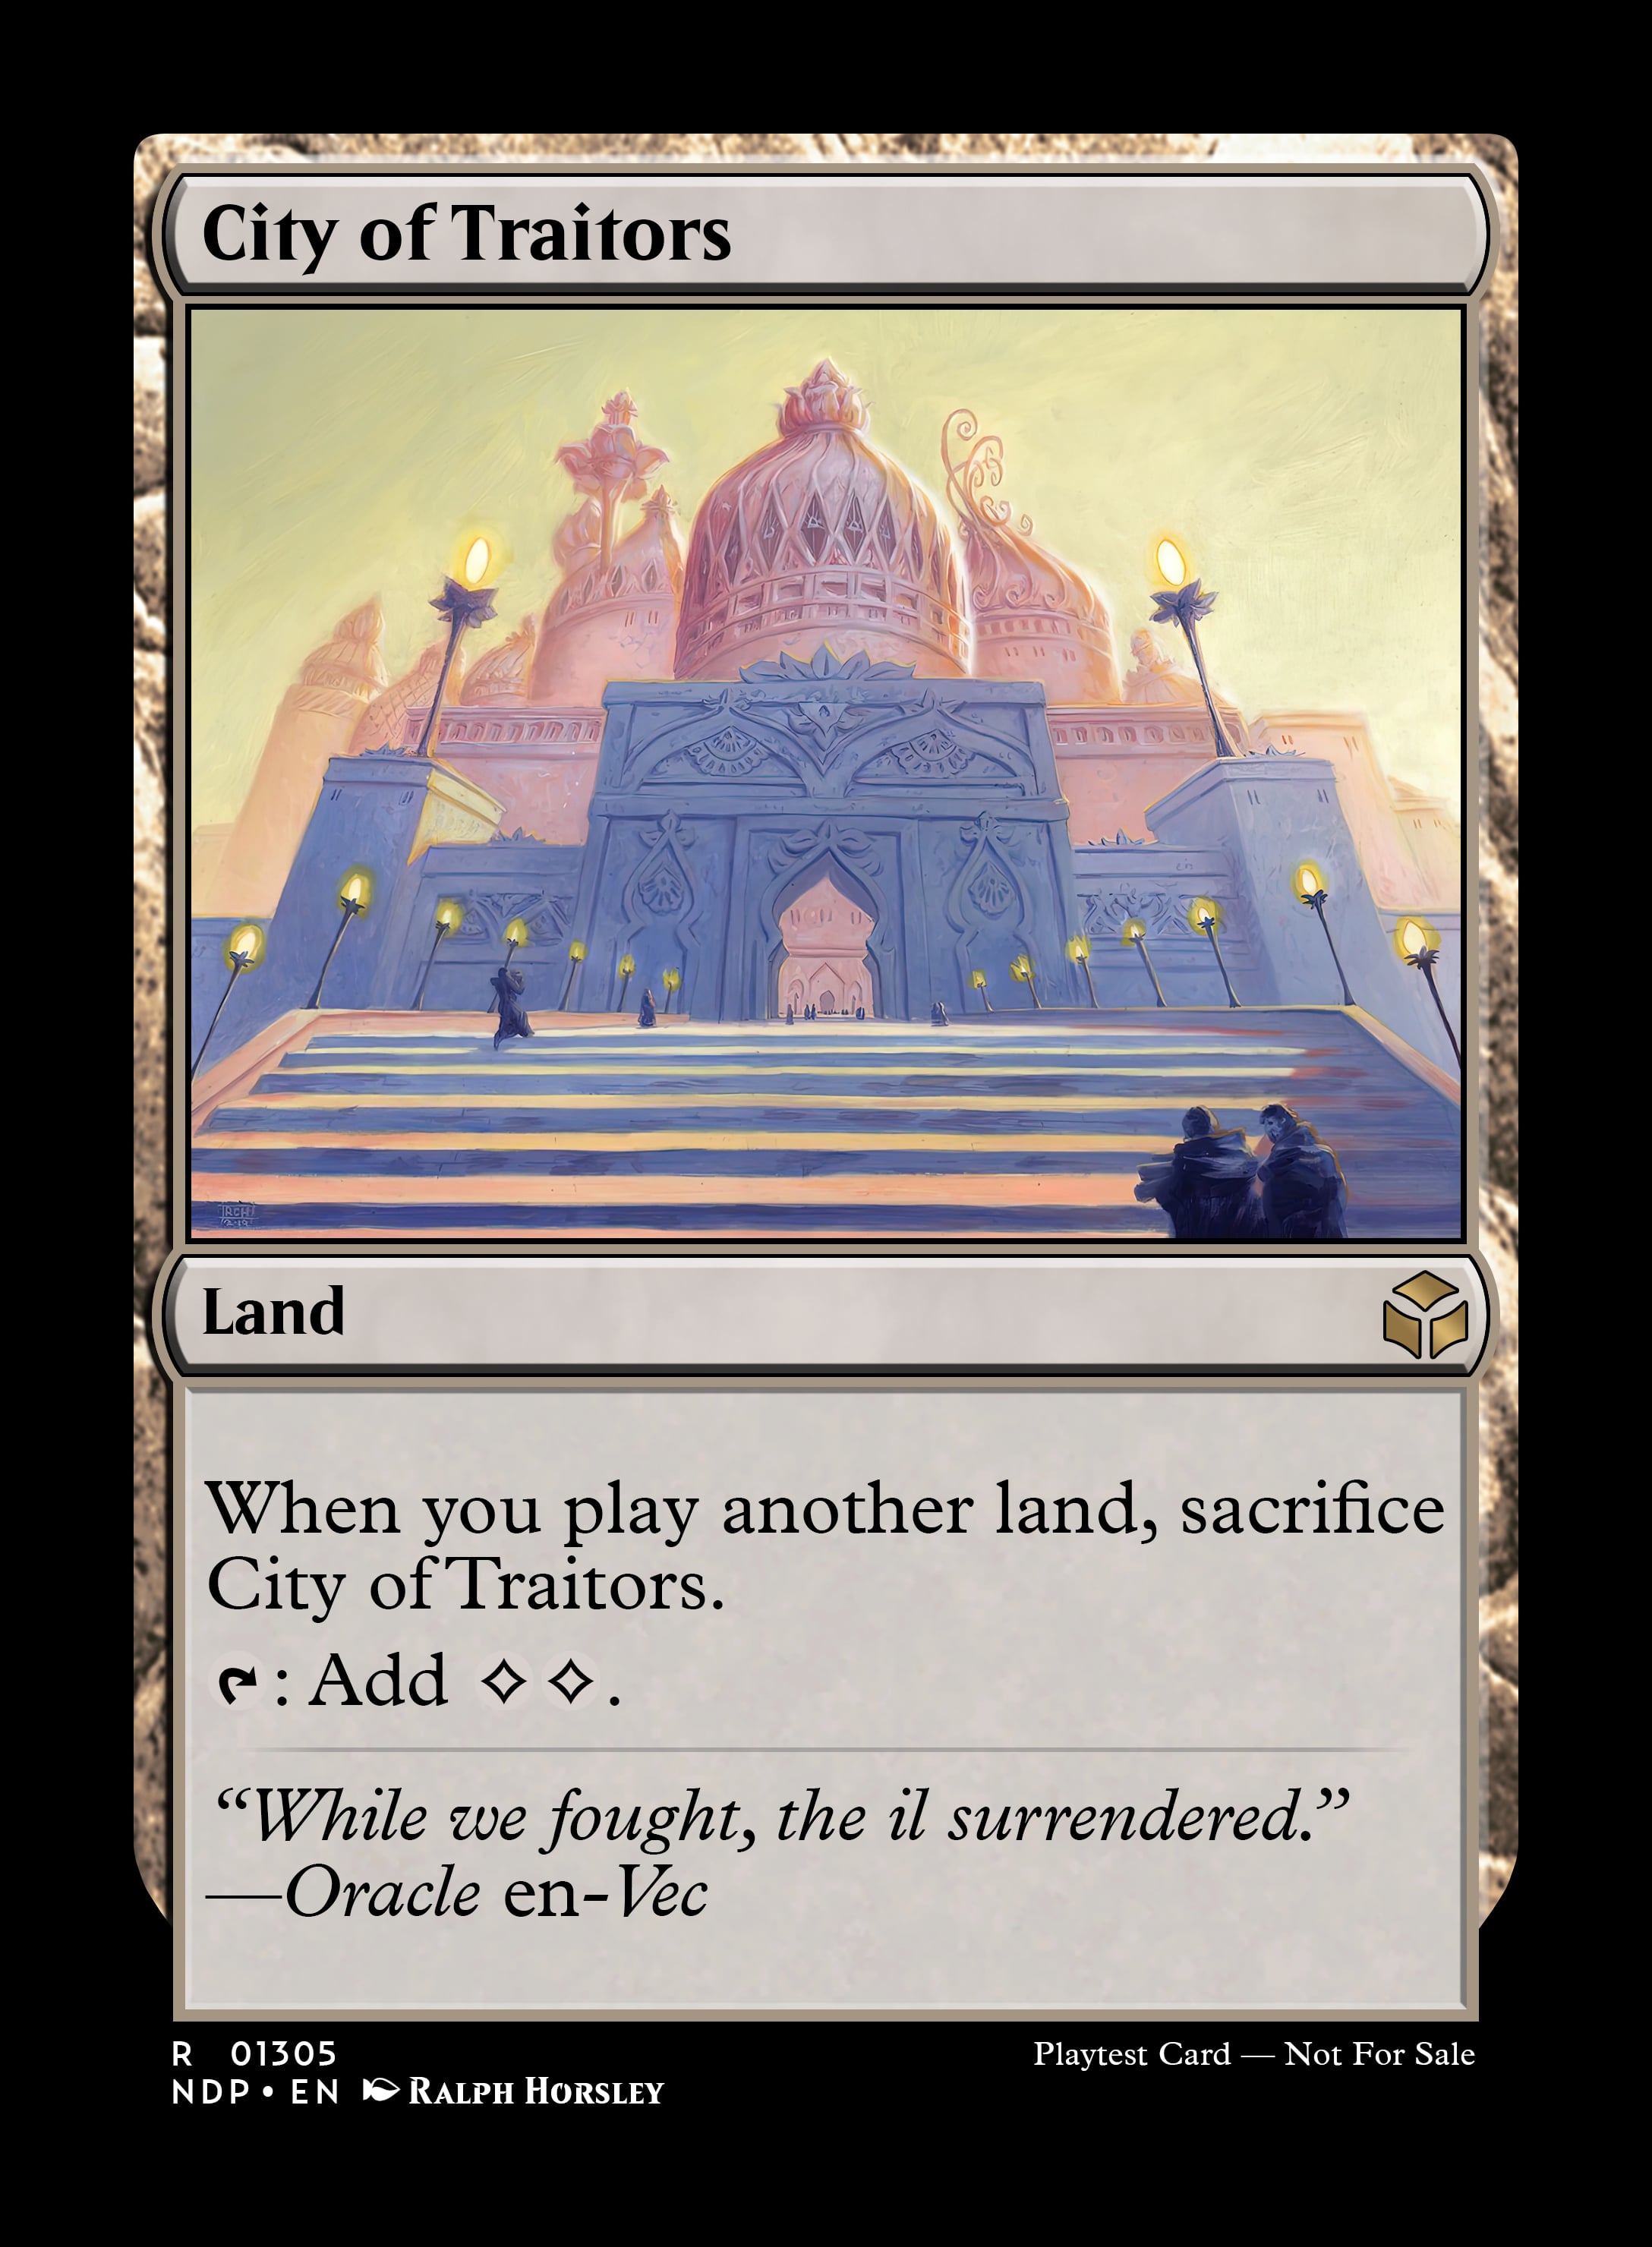 City of Traitors
RCH
Land
When you play another land, sacrifice
City of Traitors.
: Add .
“While we fought, the il surrendered.”
—Oracle en-Vec
R 01305
Playtest Card — Not For Sale
NDP • EN Ralph Horsley